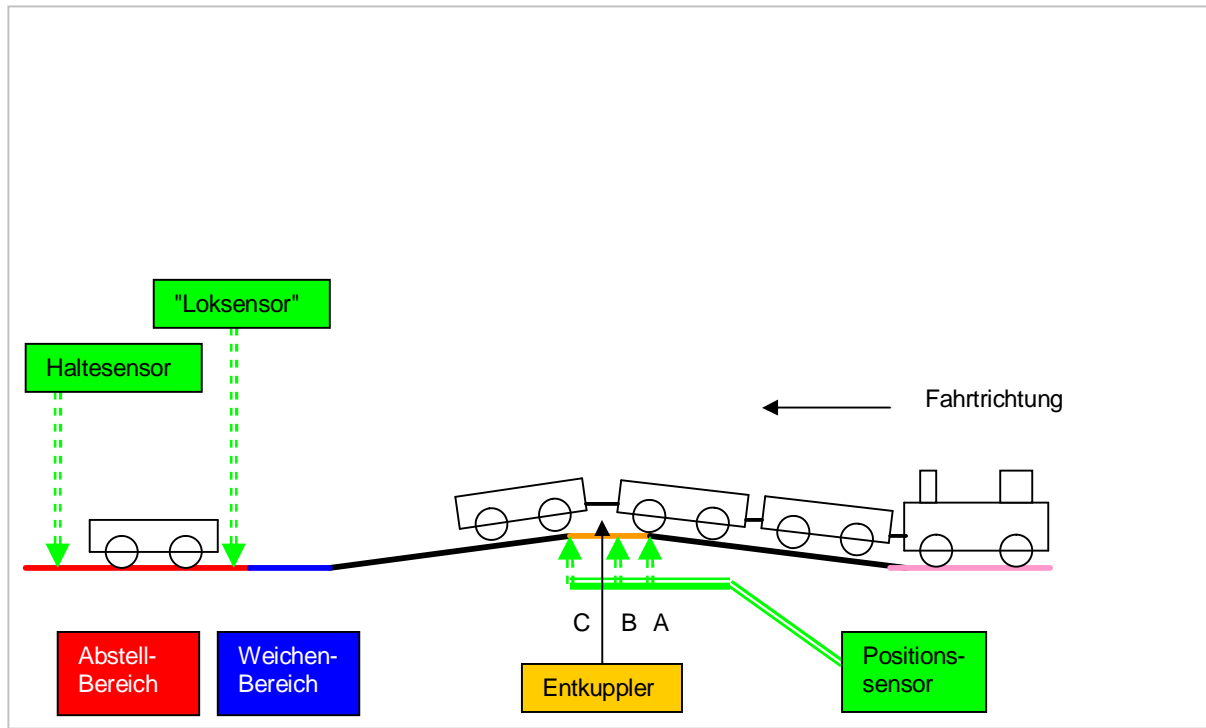 "Loksensor"
Haltesensor
Fahrtrichtung
C B A
Abstell-
Bereich
Weichen-
Bereich
Entkuppler
Positions-
sensor